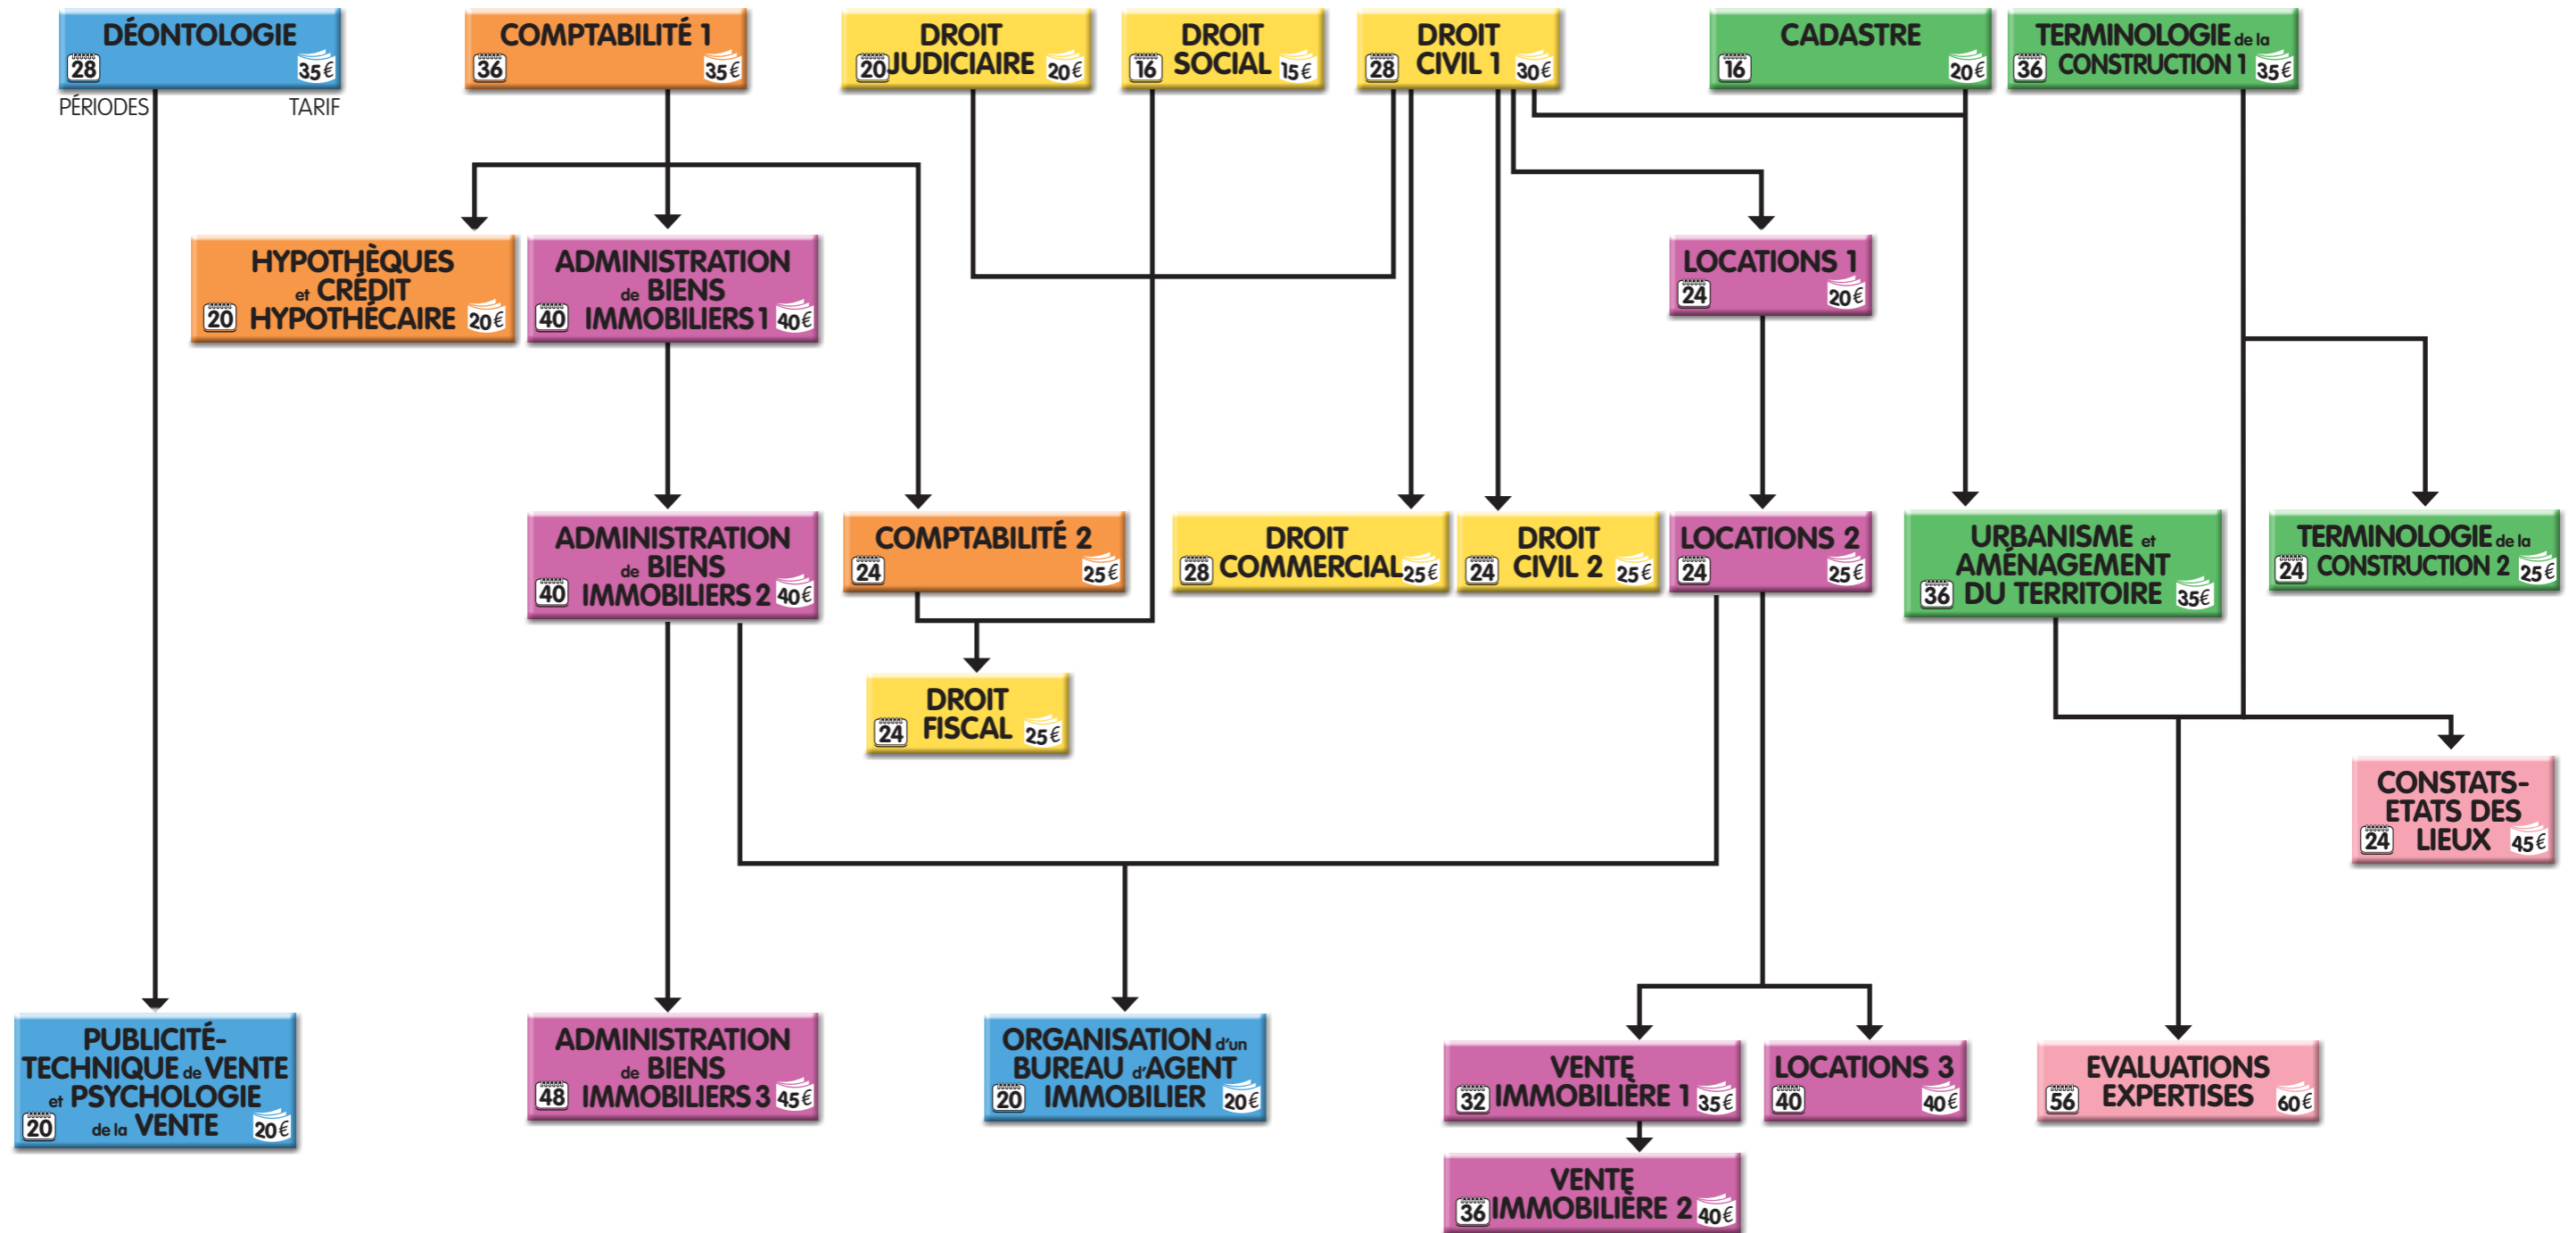 DÉONTOLOGIE
28 35€
PÉRIODES TARIF
COMPTABILITÉ 1
36 35€
DROIT
20 JUDICIAIRE 20€
DROIT
16 SOCIAL 15€
DROIT
28 CIVIL 1 30€
CADASTRE
16 20€
TERMINOLOGIE de la
36 CONSTRUCTION 1 35€
HYPOTHÈQUES
et CRÉDIT
20 HYPOTHÉCAIRE 20€
ADMINISTRATION
de BIENS
40 IMMOBILIERS 1 40€
LOCATIONS 1
24 20€
ADMINISTRATION
de BIENS
40 IMMOBILIERS 2 40€
COMPTABILITÉ 2
24 25€
DROIT
28 COMMERCIAL 25€
DROIT
24 CIVIL 2 25€
LOCATIONS 2
24 25€
URBANISME et
AMÉNAGEMENT
36 DU TERRITOIRE 35€
TERMINOLOGIE de la
24 CONSTRUCTION 2 25€
DROIT
24 FISCAL 25€
CONSTATS-
ETATS DES
24 LIEUX 45€
PUBLICITÉ-
TECHNIQUE de VENTE
et PSYCHOLOGIE
20 de la VENTE 20€
ADMINISTRATION
de BIENS
48 IMMOBILIERS 3 45€
ORGANISATION d'un
BUREAU d'AGENT
20 IMMOBILIER 20€
VENTE
32 IMMOBILIÈRE 1 35€
LOCATIONS 3
40 40€
EVALUATIONS
56 EXPERTISES 60€
VENTE
36 IMMOBILIÈRE 2 40€